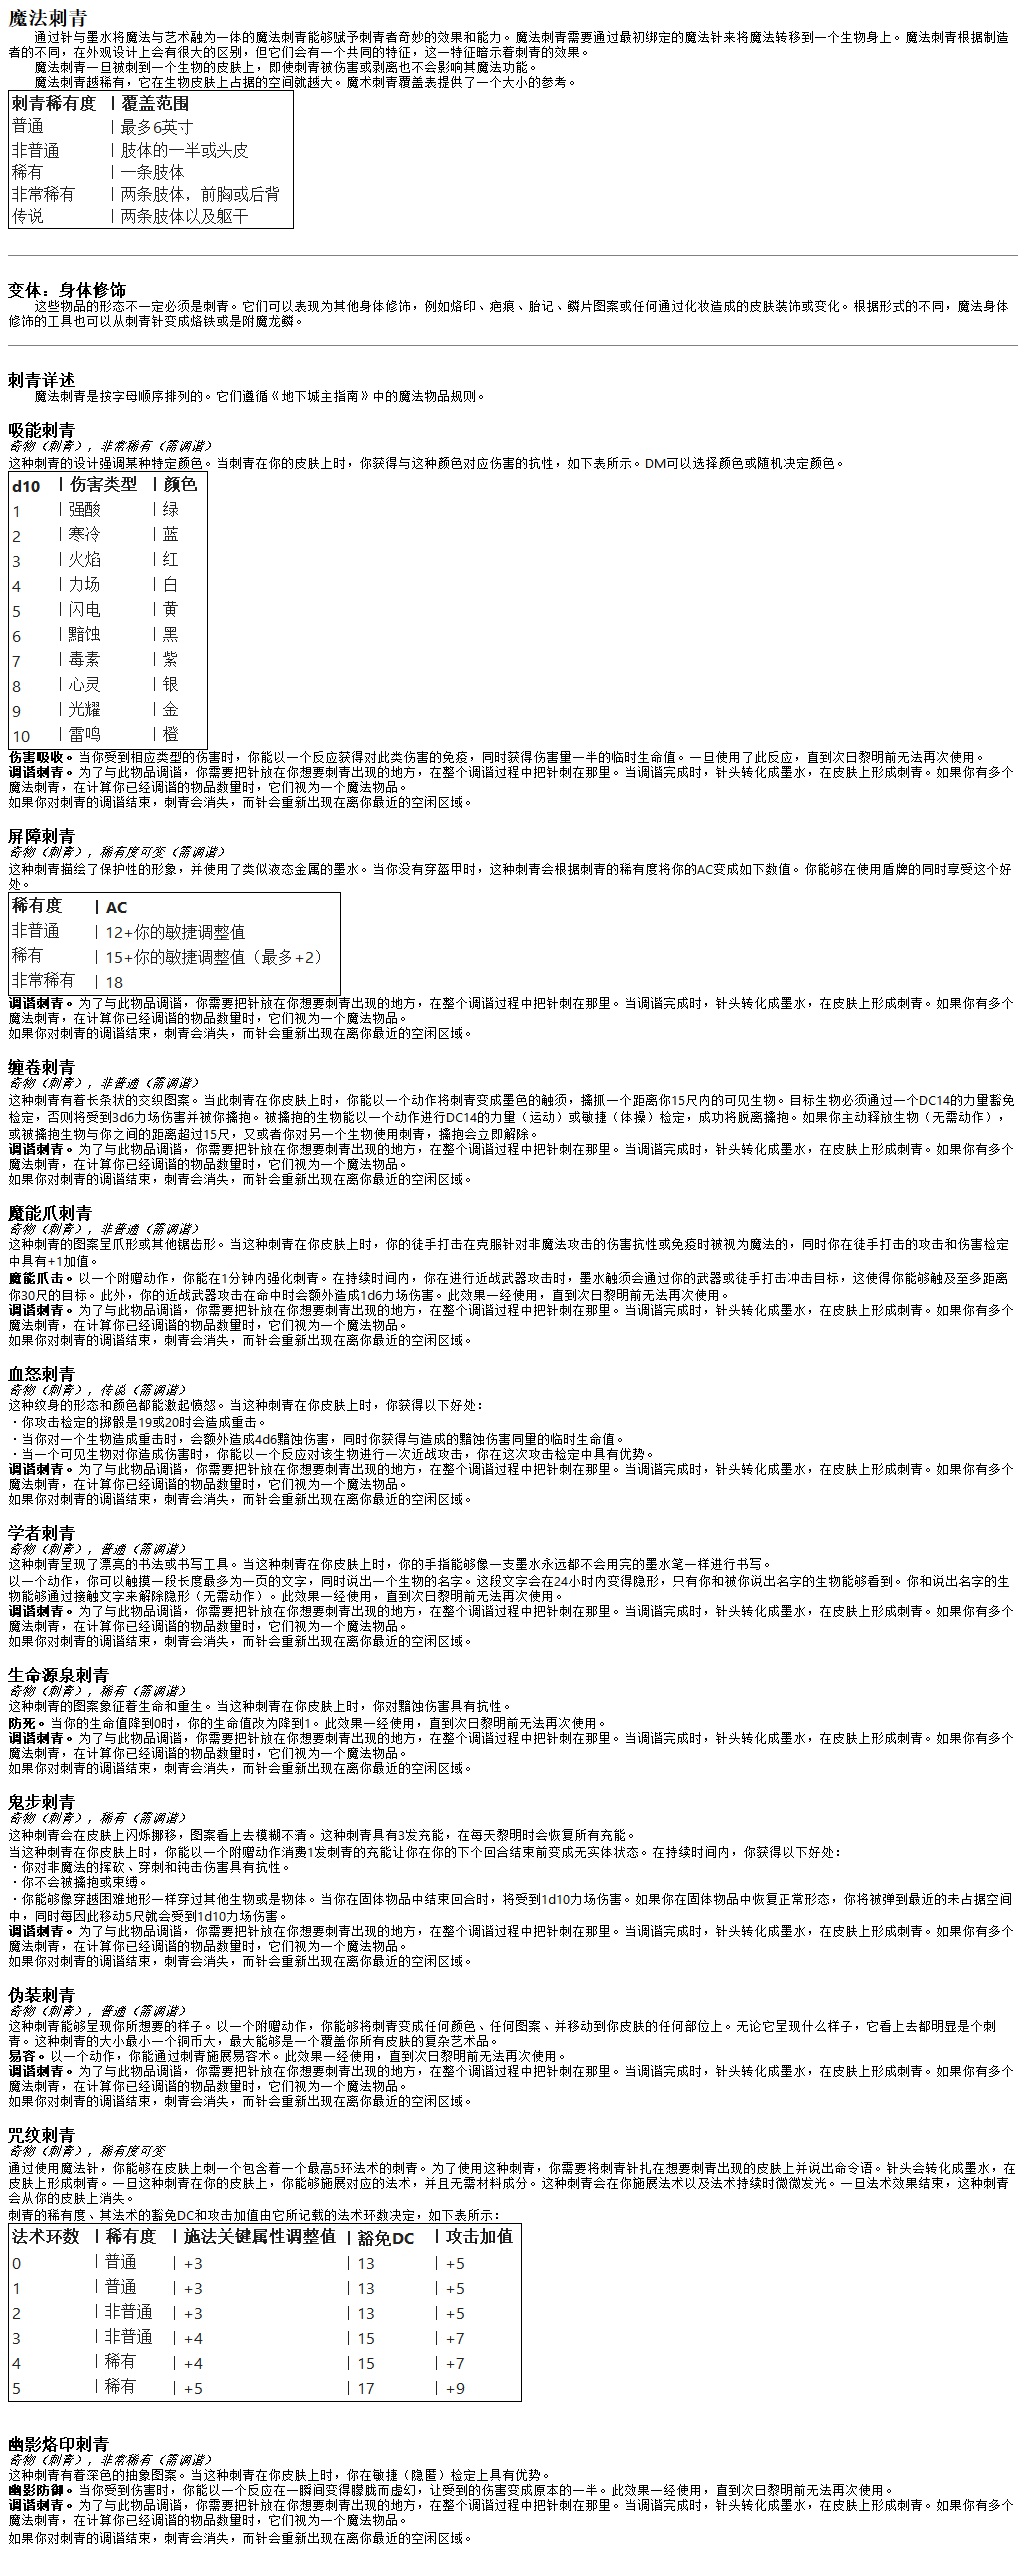 魔法刺青
通过针与墨水将魔法与艺术融为一体的魔法刺青能够赋予刺青者奇妙的效果和能力。魔法刺青需要通过最初绑定的魔法针来将魔法转移到一个生物身上。魔法刺青根据制造
者的不同，在外观设计上会有很大的区别，但它们会有一个共同的特征，这一特征暗示着刺青的效果。
魔法刺青一旦被刺到一个生物的皮肤上，即使刺青被伤害或剥离也不会影响其魔法功能。
魔法刺青越稀有，它在生物皮肤上占据的空间就越大。魔术刺青覆盖表提供了一个大小的参考。
刺青稀有度 | 覆盖范围
普通 | 最多6英寸
非普通 | 肢体的一半或头皮
稀有 | 一条肢体
非常稀有 | 两条肢体，前胸或后背
传说 | 两条肢体以及躯干
变体：身体修饰
这些物品的形态不一定必须是刺青。它们可以表现为其他身体修饰，例如烙印、疤痕、胎记、鳞片图案或任何通过化妆造成的皮肤装饰或变化。根据形式的不同，魔法身体
修饰的工具也可以从刺青针变成烙铁或是附魔龙鳞。
刺青详述
魔法刺青是按字母顺序排列的。它们遵循《地下城主指南》中的魔法物品规则。
吸能刺青
奇物（刺青），非常稀有（需调谐）
这种刺青的设计强调某种特定颜色。当刺青在你的皮肤上时，你获得与这种颜色对应伤害的抗性，如下表所示。DM可以选择颜色或随机决定颜色。
d10 | 伤害类型 | 颜色
1 | 强酸 | 绿
2 | 寒冷 | 蓝
3 | 火焰 | 红
4 | 力场 | 白
5 | 闪电 | 黄
6 | 黯蚀 | 黑
7 | 毒素 | 紫
8 | 心灵 | 银
9 | 光耀 | 金
10 | 雷鸣 | 橙
伤害吸收。当你受到相应类型的伤害时，你能以一个反应获得对此类伤害的免疫，同时获得伤害量一半的临时生命值。一旦使用了此反应，直到次日黎明前无法再次使用。
调谐刺青。为了与此物品调谐，你需要把针放在你想要刺青出现的地方，在整个调谐过程中把针刺在那里。当调谐完成时，针头转化成墨水，在皮肤上形成刺青。如果你有多个
魔法刺青，在计算你已经调谐的物品数量时，它们视为一个魔法物品。
如果你对刺青的调谐结束，刺青会消失，而针会重新出现在离你最近的空闲区域。
屏障刺青
奇物（刺青），稀有度可变（需调谐）
这种刺青描绘了保护性的形象，并使用了类似液态金属的墨水。当你没有穿盔甲时，这种刺青会根据刺青的稀有度将你的AC变成如下数值。你能够在使用盾牌的同时享受这个好
处。
稀有度 | AC
非普通 | 12+你的敏捷调整值
稀有 | 15+你的敏捷调整值（最多+2）
非常稀有 | 18
调谐刺青。为了与此物品调谐，你需要把针放在你想要刺青出现的地方，在整个调谐过程中把针刺在那里。当调谐完成时，针头转化成墨水，在皮肤上形成刺青。如果你有多个
魔法刺青，在计算你已经调谐的物品数量时，它们视为一个魔法物品。
如果你对刺青的调谐结束，刺青会消失，而针会重新出现在离你最近的空闲区域。
缠卷刺青
奇物（刺青），非普通（需调谐）
这种刺青有着长条状的交织图案。当此刺青在你皮肤上时，你能以一个动作将刺青变成墨色的触须，擒抓一个距离你15尺内的可见生物。目标生物必须通过一个DC14的力量豁免
检定，否则将受到3d6力场伤害并被你擒抱。被擒抱的生物能以一个动作进行DC14的力量（运动）或敏捷（体操）检定，成功将脱离擒抱。如果你主动释放生物（无需动作），
或被擒抱生物与你之间的距离超过15尺，又或者你对另一个生物使用刺青，擒抱会立即解除。
调谐刺青。为了与此物品调谐，你需要把针放在你想要刺青出现的地方，在整个调谐过程中把针刺在那里。当调谐完成时，针头转化成墨水，在皮肤上形成刺青。如果你有多个
魔法刺青，在计算你已经调谐的物品数量时，它们视为一个魔法物品。
如果你对刺青的调谐结束，刺青会消失，而针会重新出现在离你最近的空闲区域。
魔能爪刺青
奇物（刺青），非普通（需调谐）
这种刺青的图案呈爪形或其他锯齿形。当这种刺青在你皮肤上时，你的徒手打击在克服针对非魔法攻击的伤害抗性或免疫时被视为魔法的，同时你在徒手打击的攻击和伤害检定
中具有+1加值。
魔能爪击。以一个附赠动作，你能在1分钟内强化刺青。在持续时间内，你在进行近战武器攻击时，墨水触须会通过你的武器或徒手打击冲击目标，这使得你能够触及至多距离
你30尺的目标。此外，你的近战武器攻击在命中时会额外造成1d6力场伤害。此效果一经使用，直到次日黎明前无法再次使用。
调谐刺青。为了与此物品调谐，你需要把针放在你想要刺青出现的地方，在整个调谐过程中把针刺在那里。当调谐完成时，针头转化成墨水，在皮肤上形成刺青。如果你有多个
魔法刺青，在计算你已经调谐的物品数量时，它们视为一个魔法物品。
如果你对刺青的调谐结束，刺青会消失，而针会重新出现在离你最近的空闲区域。
血怒刺青
奇物（刺青），传说（需调谐）
这种纹身的形态和颜色都能激起愤怒。当这种刺青在你皮肤上时，你获得以下好处：
·你攻击检定的掷骰是19或20时会造成重击。
·当你对一个生物造成重击时，会额外造成4d6黯蚀伤害，同时你获得与造成的黯蚀伤害同量的临时生命值。
·当一个可见生物对你造成伤害时，你能以一个反应对该生物进行一次近战攻击，你在这次攻击检定中具有优势。
调谐刺青。为了与此物品调谐，你需要把针放在你想要刺青出现的地方，在整个调谐过程中把针刺在那里。当调谐完成时，针头转化成墨水，在皮肤上形成刺青。如果你有多个
魔法刺青，在计算你已经调谐的物品数量时，它们视为一个魔法物品。
如果你对刺青的调谐结束，刺青会消失，而针会重新出现在离你最近的空闲区域。
学者刺青
奇物（刺青），普通（需调谐）
这种刺青呈现了漂亮的书法或书写工具。当这种刺青在你皮肤上时，你的手指能够像一支墨水永远都不会用完的墨水笔一样进行书写。
以一个动作，你可以触摸一段长度最多为一页的文字，同时说出一个生物的名字。这段文字会在24小时内变得隐形，只有你和被你说出名字的生物能够看到。你和说出名字的生
物能够通过接触文字来解除隐形（无需动作）。此效果一经使用，直到次日黎明前无法再次使用。
调谐刺青。为了与此物品调谐，你需要把针放在你想要刺青出现的地方，在整个调谐过程中把针刺在那里。当调谐完成时，针头转化成墨水，在皮肤上形成刺青。如果你有多个
魔法刺青，在计算你已经调谐的物品数量时，它们视为一个魔法物品。
如果你对刺青的调谐结束，刺青会消失，而针会重新出现在离你最近的空闲区域。
生命源泉刺青
奇物（刺青），稀有（需调谐）
这种刺青的图案象征着生命和重生。当这种刺青在你皮肤上时，你对黯蚀伤害具有抗性。
防死。当你的生命值降到0时，你的生命值改为降到1。此效果一经使用，直到次日黎明前无法再次使用。
调谐刺青。为了与此物品调谐，你需要把针放在你想要刺青出现的地方，在整个调谐过程中把针刺在那里。当调谐完成时，针头转化成墨水，在皮肤上形成刺青。如果你有多个
魔法刺青，在计算你已经调谐的物品数量时，它们视为一个魔法物品。
如果你对刺青的调谐结束，刺青会消失，而针会重新出现在离你最近的空闲区域。
鬼步刺青
奇物（刺青），稀有（需调谐）
这种刺青会在皮肤上闪烁挪移，图案看上去模糊不清。这种刺青具有3发充能，在每天黎明时会恢复所有充能。
当这种刺青在你皮肤上时，你能以一个附赠动作消费1发刺青的充能让你在你的下个回合结束前变成无实体状态。在持续时间内，你获得以下好处：
·你对非魔法的挥砍、穿刺和钝击伤害具有抗性。
·你不会被擒抱或束缚。
·你能够像穿越困难地形一样穿过其他生物或是物体。当你在固体物品中结束回合时，将受到1d10力场伤害。如果你在固体物品中恢复正常形态，你将被弹到最近的未占据空间
中，同时每因此移动5尺就会受到1d10力场伤害。
调谐刺青。为了与此物品调谐，你需要把针放在你想要刺青出现的地方，在整个调谐过程中把针刺在那里。当调谐完成时，针头转化成墨水，在皮肤上形成刺青。如果你有多个
魔法刺青，在计算你已经调谐的物品数量时，它们视为一个魔法物品。
如果你对刺青的调谐结束，刺青会消失，而针会重新出现在离你最近的空闲区域。
伪装刺青
奇物（刺青），普通（需调谐）
这种刺青能够呈现你所想要的样子。以一个附赠动作，你能够将刺青变成任何颜色、任何图案、并移动到你皮肤的任何部位上。无论它呈现什么样子，它看上去都明显是个刺
青。这种刺青的大小最小一个铜币大，最大能够是一个覆盖你所有皮肤的复杂艺术品。
易容。以一个动作，你能通过刺青施展易容术。此效果一经使用，直到次日黎明前无法再次使用。
调谐刺青。为了与此物品调谐，你需要把针放在你想要刺青出现的地方，在整个调谐过程中把针刺在那里。当调谐完成时，针头转化成墨水，在皮肤上形成刺青。如果你有多个
魔法刺青，在计算你已经调谐的物品数量时，它们视为一个魔法物品。
如果你对刺青的调谐结束，刺青会消失，而针会重新出现在离你最近的空闲区域。
咒纹刺青
奇物（刺青），稀有度可变
通过使用魔法针，你能够在皮肤上刺一个包含着一个最高5环法术的刺青。为了使用这种刺青，你需要将刺青针扎在想要刺青出现的皮肤上并说出命令语。针头会转化成墨水，在
皮肤上形成刺青。一旦这种刺青在你的皮肤上，你能够施展对应的法术，并且无需材料成分。这种刺青会在你施展法术以及法术持续时微微发光。一旦法术效果结束，这种刺青
会从你的皮肤上消失。
刺青的稀有度、其法术的豁免DC和攻击加值由它所记载的法术环数决定，如下表所示：
法术环数 | 稀有度 | 施法关键属性调整值 | 豁免DC | 攻击加值
0 | 普通 | +3 | 13 | +5
1 | 普通 | +3 | 13 | +5
2 | 非普通 | +3 | 13 | +5
3 | 非普通 | +4 | 15 | +7
4 | 稀有 | +4 | 15 | +7
5 | 稀有 | +5 | 17 | +9
幽影烙印刺青
奇物（刺青），非常稀有（需调谐）
这种刺青有着深色的抽象图案。当这种刺青在你皮肤上时，你在敏捷（隐匿）检定上具有优势。
幽影防御。当你受到伤害时，你能以一个反应在一瞬间变得朦胧而虚幻，让受到的伤害变成原本的一半。此效果一经使用，直到次日黎明前无法再次使用。
调谐刺青。为了与此物品调谐，你需要把针放在你想要刺青出现的地方，在整个调谐过程中把针刺在那里。当调谐完成时，针头转化成墨水，在皮肤上形成刺青。如果你有多个
魔法刺青，在计算你已经调谐的物品数量时，它们视为一个魔法物品。
如果你对刺青的调谐结束，刺青会消失，而针会重新出现在离你最近的空闲区域。